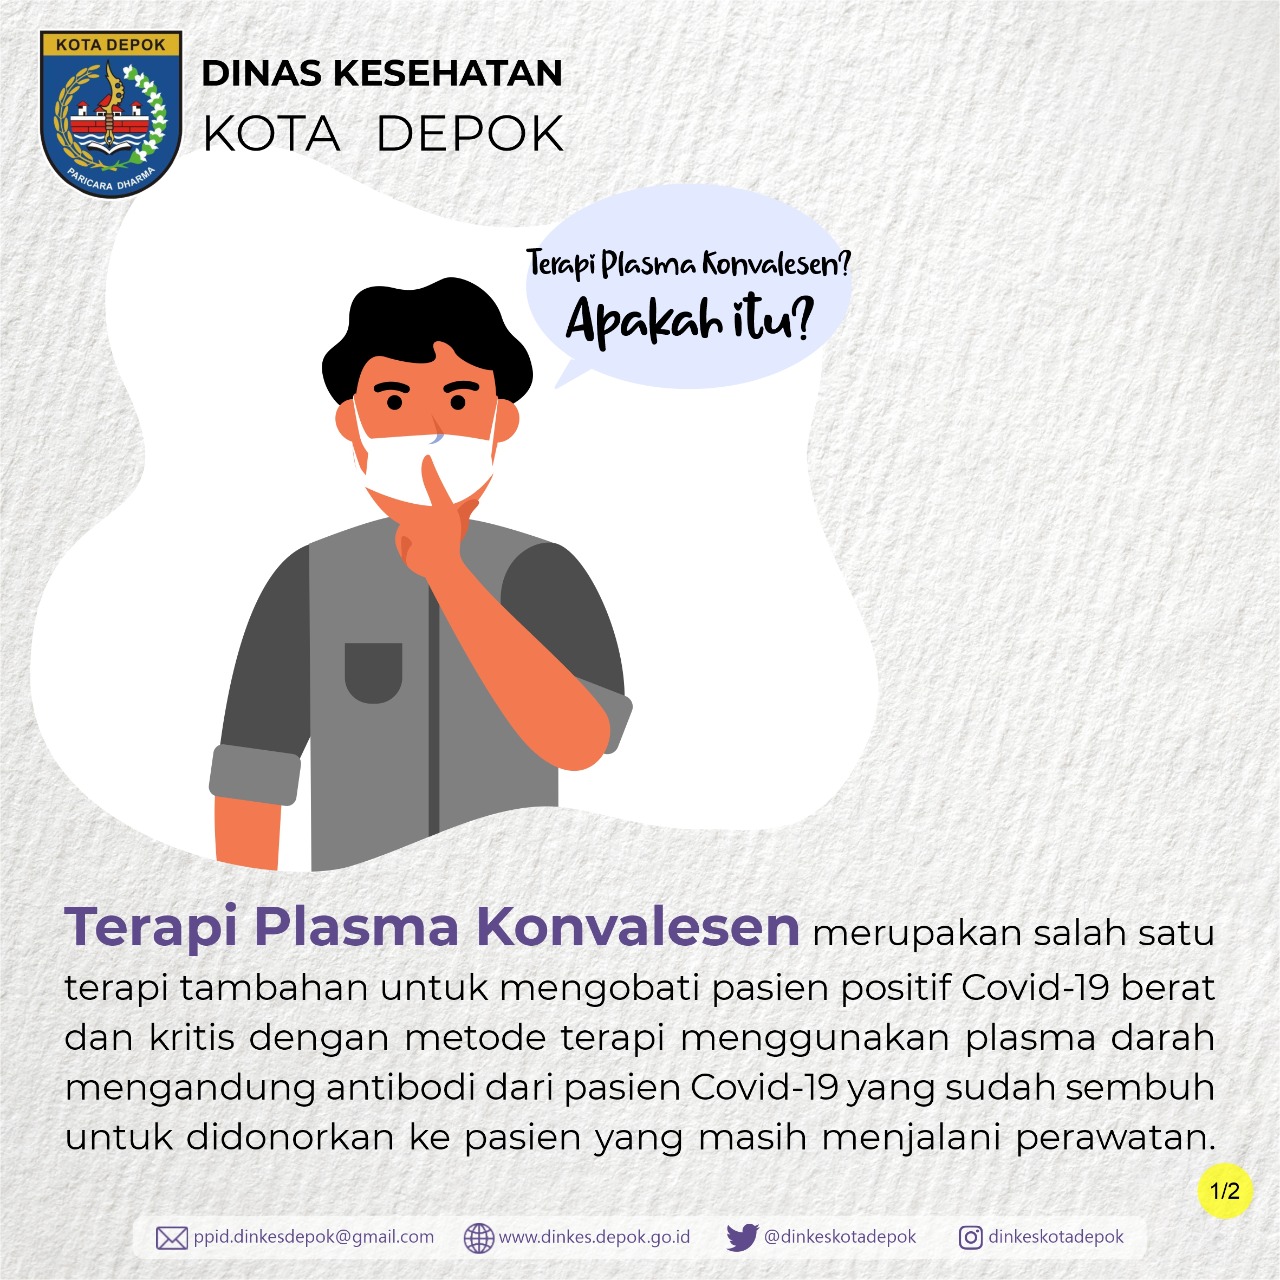 KOTA DEPOK
PARICARA DHARMA
DINAS KESEHATAN
KOTA DEPOK
Terapi Plasma Konvalesen?
Apakah itu?
Terapi Plasma Konvalesen merupakan salah satu
terapi tambahan untuk mengobati pasien positif Covid-19 berat
dan kritis dengan metode terapi menggunakan plasma darah
mengandung antibodi dari pasien Covid-19 yang sudah sembuh
untuk didonorkan ke pasien yang masih menjalani perawatan.
1/2
ppid.dinkesdepok@gmail.com www.dinkes.depok.go.id @dinkeskotadepok dinkeskotadepok